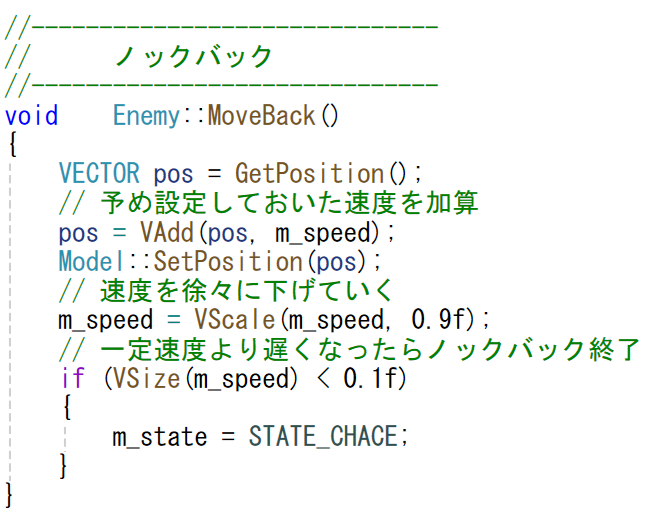 //------------------------------
//      ノックバック
//------------------------------
void    Enemy::MoveBack()
{
    VECTOR pos = GetPosition();
    // 予め設定しておいた速度を加算
    pos = VAdd(pos, m_speed);
    Model::SetPosition(pos);
    // 速度を徐々に下げていく
    m_speed = VScale(m_speed, 0.9f);
    // 一定速度より遅くなったらノックバック終了
    if (VSize(m_speed) < 0.1f)
    {
        m_state = STATE_CHACE;
    }
}